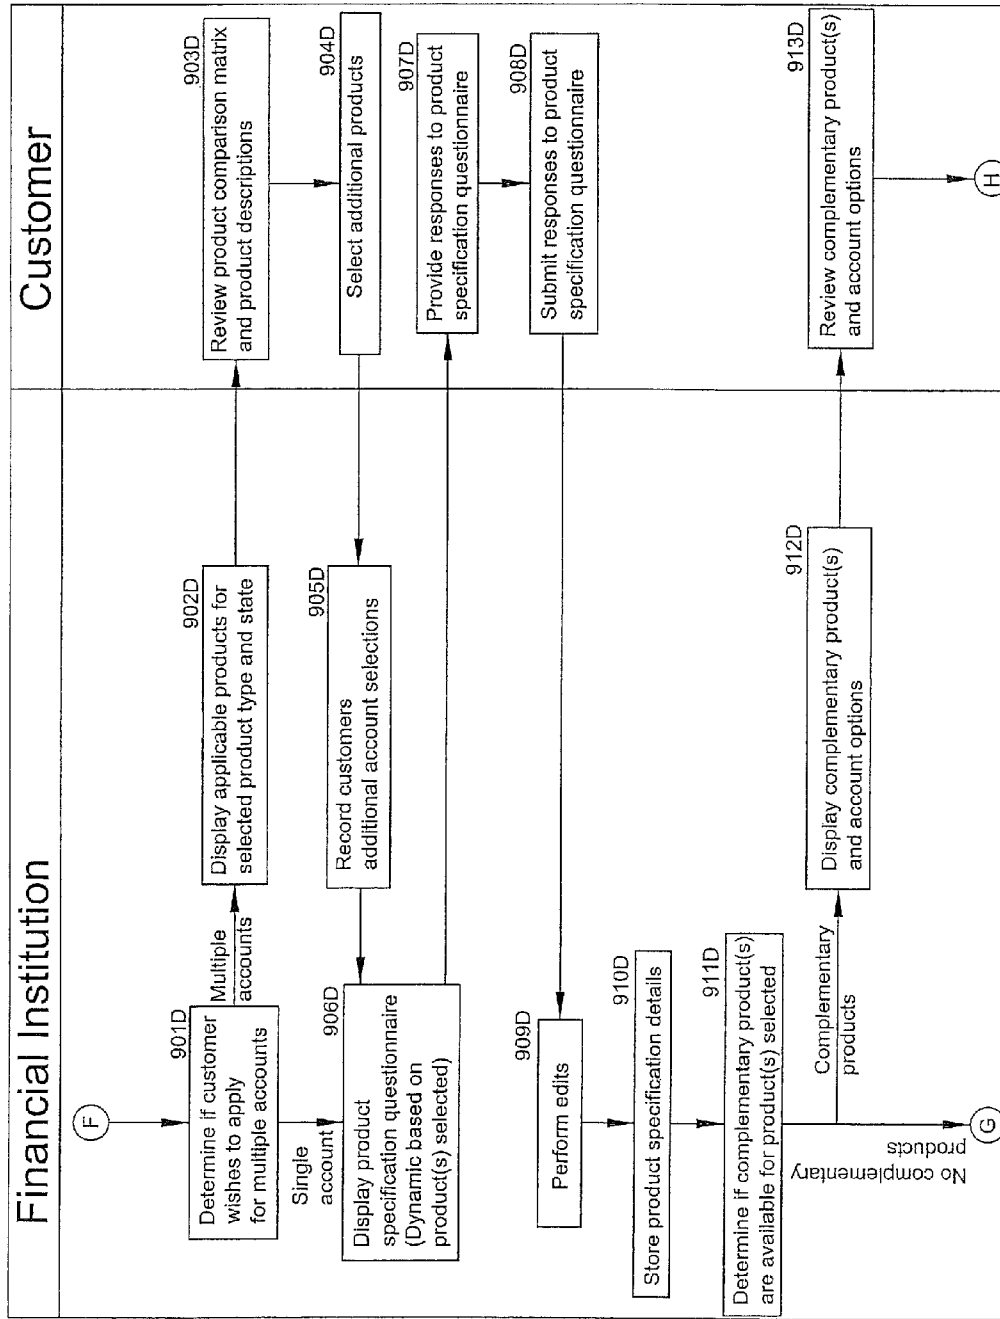 Financial Institution
Customer
F
901D
Determine if customer
wishes to apply
for multiple accounts
Multiple
accounts
902D
Display applicable products for
selected product type and state
903D
Review product comparison matrix
and product descriptions
904D
Select additional products
905D
Record customers
additional account selections
Single
account
906D
Display product
specification questionnaire
(Dynamic based on
product(s) selected)
907D
Provide responses to product
specification questionnaire
908D
Submit responses to product
specification questionnaire
909D
Perform edits
910D
Store product specification details
911D
Determine if complementary product(s)
are available for product(s) selected
Complementary
products
912D
Display complementary product(s)
and account options
913D
Review complementary product(s)
and account options
No complementary
products
G
H